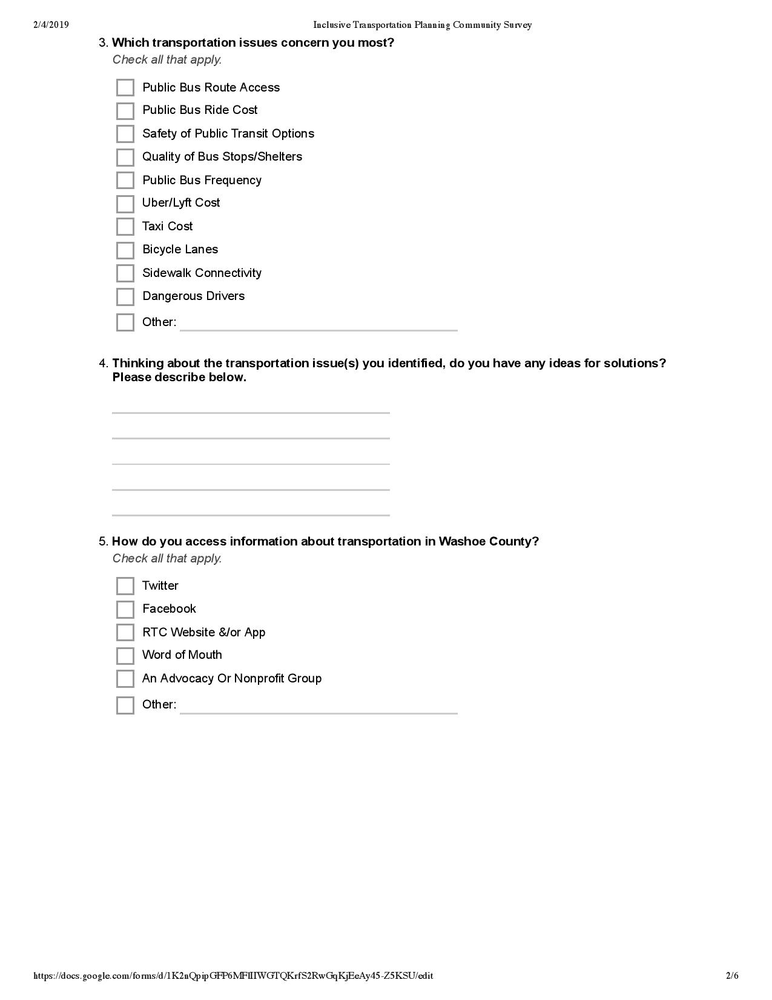 2/4/2019 Inclusive Transportation Planning Community Survey
3. Which transportation issues concern you most?
Check all that apply.
Public Bus Route Access
Public Bus Ride Cost
Safety of Public Transit Options
Quality of Bus Stops/Shelters
Public Bus Frequency
Uber/Lyft Cost
Taxi Cost
Bicycle Lanes
Sidewalk Connectivity
Dangerous Drivers
Other:
4. Thinking about the transportation issue(s) you identified, do you have any ideas for solutions?
Please describe below.
5. How do you access information about transportation in Washoe County?
Check all that apply.
Twitter
Facebook
RTC Website &/or App
Word of Mouth
An Advocacy Or Nonprofit Group
Other:
https://docs.google.com/forms/d/1K2nQpipGFP6MFlIIWGTQKrfS2RwGqKjEeAy45-Z5KSU/edit 2/6